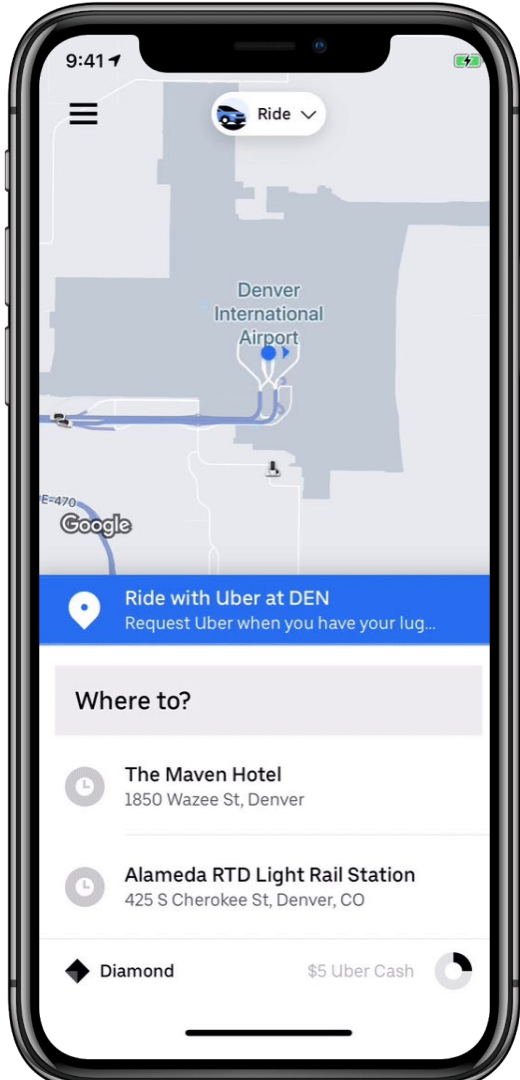 9:41
Ride
Denver
International
Airport
E-470
Google
Ride with Uber at DEN
Request Uber when you have your lug...
Where to?
The Maven Hotel
1850 Wazee St, Denver
Alameda RTD Light Rail Station
425 S Cherokee St, Denver, CO
Diamond
$5 Uber Cash